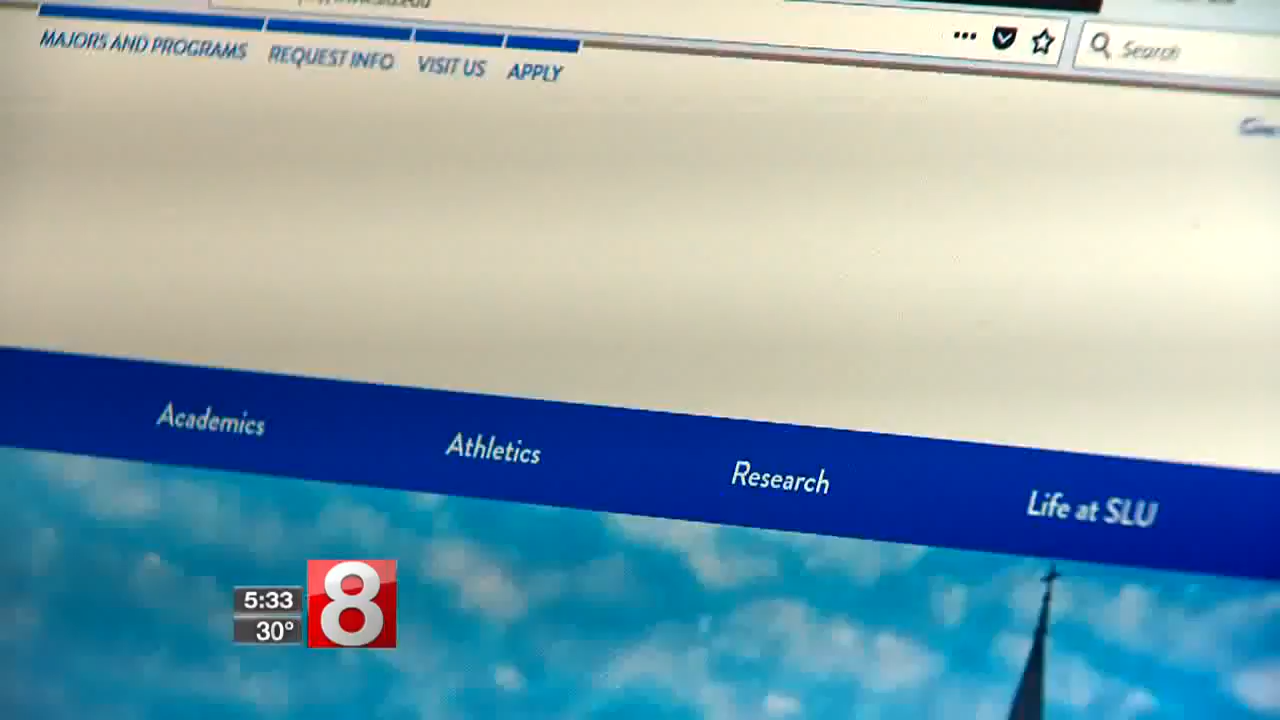 MAJORS AND PROGRAMS REQUEST INFO VISIT US APPLY
Search
Academics Athletics Research Life at SLU
5:33
30°
8